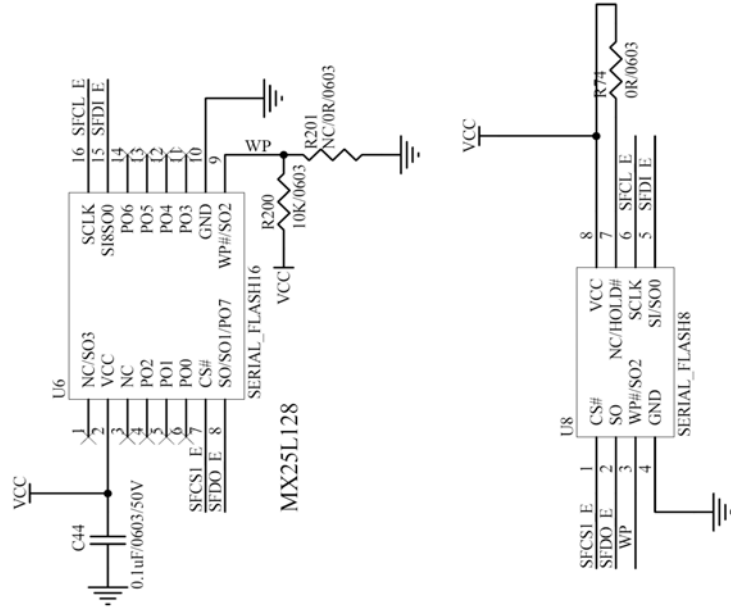 U6
SERIAL_FLASH16
MX25L128
VCC
C44
0.1uF/0603/50V
1
2
3
4
5
6
7
8
SFCS1_E
SFDO_E
NC/SO3
VCC
NC
PO2
PO1
PO0
CS#
SO/SO1/PO7
SCLK
SI8SO0
PO6
PO5
PO4
PO3
GND
WP#/SO2
16
15
14
13
12
11
10
9
SFCL_E
SFDI_E
WP
R201
NC/0R/0603
R200
10K/0603
VCC
U8
SERIAL_FLASH8
SFCS1_E
SFDO_E
WP
1
2
3
4
CS#
SO
WP#/SO2
GND
VCC
NC/HOLD#
SCLK
SI/SO0
8
7
6
5
SFCL_E
SFDI_E
VCC
R74
0R/0603